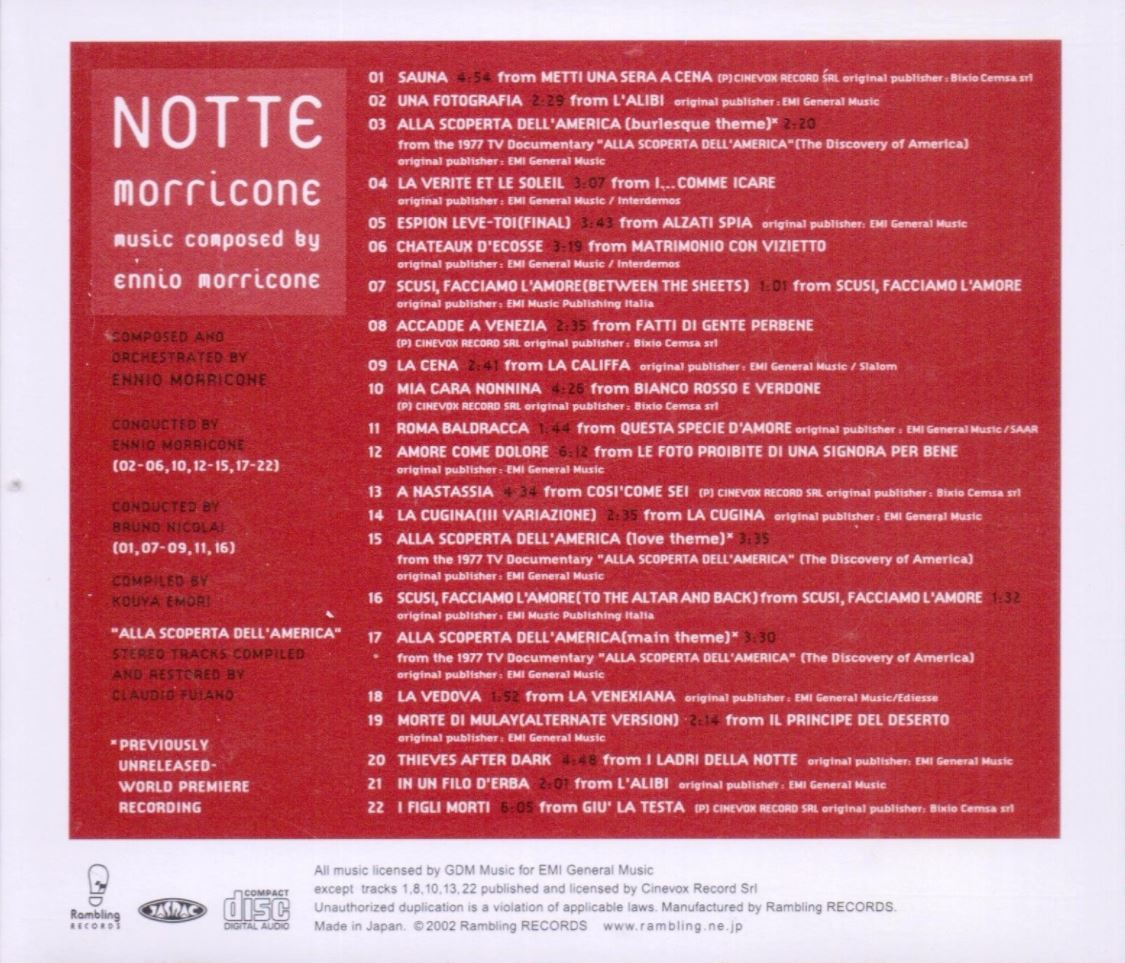 NOTTE
morricone
music composed by
ennio morricone
COMPOSED AND
ORCHESTRATED BY
ENNIO MORRICONE
CONDUCTED BY
ENNIO MORRICONE
(02-06,10,12-15,17-22)
CONDUCTED BY
BRUNO NICOLAI
(01,07-09,11,16)
COMPILED BY
KOUYA EMORI
"ALLA SCOPERTA DELL'AMERICA"
STEREO TRACKS COMPILED
AND RESTORED BY
CLAUDIO FUIANO
*PREVIOUSLY
UNRELEASED-
WORLD PREMIERE
RECORDING
01 SAUNA 4:54 from METTI UNA SERA A CENA (P) CINEVOX RECORD SRL original publisher : Bixio Cemsa srl
02 UNA FOTOGRAFIA 2:29 from L'ALIBI original publisher : EMI General Music
03 ALLA SCOPERTA DELL'AMERICA (burlesque theme)* 2:20
from the 1977 TV Documentary "ALLA SCOPERTA DELL'AMERICA"(The Discovery of America)
original publisher : EMI General Music
04 LA VERITE ET LE SOLEIL 3:07 from I...COMME ICARE
original publisher : EMI General Music / Interdemos
05 ESPION LEVE-TOI(FINAL) 3:43 from ALZATI SPIA original publisher: EMI General Music
06 CHATEAUX D'ECOSSE 3:19 from MATRIMONIO CON VIZIETTO
original publisher : EMI General Music / Interdemos
07 SCUSI, FACCIAMO L'AMORE(BETWEEN THE SHEETS) 1:01 from SCUSI, FACCIAMO L'AMORE
original publisher : EMI Music Publishing Italia
08 ACCADDE A VENEZIA 2:35 from FATTI DI GENTE PERBENE
(P) CINEVOX RECORD SRL original publisher : Bixio Cemsa srl
09 LA CENA 2:41 from LA CALIFFA original publisher : EMI General Music / Slalom
10 MIA CARA NONNINA 4:26 from BIANCO ROSSO E VERDONE
(P) CINEVOX RECORD SRL original publisher : Bixio Cemsa srl
11 ROMA BALDRACCA 1:44 from QUESTA SPECIE D'AMORE original publisher : EMI General Music / SAAR
12 AMORE COME DOLORE 6:12 from LE FOTO PROIBITE DI UNA SIGNORA PER BENE
original publisher : EMI General Music
13 A NASTASSIA 4:34 from COSI'COME SEI (P) CINEVOX RECORD SRL original publisher : Bixio Cemsa srl
14 LA CUGINA(III VARIAZIONE) 2:35 from LA CUGINA original publisher : EMI General Music
15 ALLA SCOPERTA DELL'AMERICA (love theme)* 3:35
from the 1977 TV Documentary "ALLA SCOPERTA DELL'AMERICA" (The Discovery of America)
original publisher : EMI General Music
16 SCUSI, FACCIAMO L'AMORE(TO THE ALTAR AND BACK)from SCUSI, FACCIAMO L'AMORE 1:32
original publisher : EMI Music Publishing Italia
17 ALLA SCOPERTA DELL'AMERICA(main theme)* 3:30
from the 1977 TV Documentary "ALLA SCOPERTA DELL'AMERICA" (The Discovery of America)
original publisher : EMI General Music
18 LA VEDOVA 1:52 from LA VENEXIANA original publisher : EMI General Music/Ediesse
19 MORTE DI MULAY(ALTERNATE VERSION) 2:14 from IL PRINCIPE DEL DESERTO
original publisher : EMI General Music
20 THIEVES AFTER DARK 4:48 from I LADRI DELLA NOTTE original publisher : EMI General Music
21 IN UN FILO D'ERBA 2:01 from L'ALIBI original publisher : EMI General Music
22 I FIGLI MORTI 6:05 from GIU' LA TESTA (P) CINEVOX RECORD SRL original publisher: Bixio Cemsa srl
Rambling
RECORDS
JASRAC
COMPACT
disc
DIGITAL AUDIO
All music licensed by GDM Music for EMI General Music
except tracks 1,8,10,13,22 published and licensed by Cinevox Record Srl
Unauthorized duplication is a violation of applicable laws. Manufactured by Rambling RECORDS.
Made in Japan. ©2002 Rambling RECORDS www.rambling.ne.jp